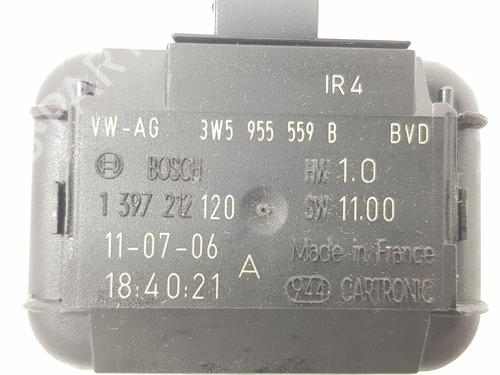 IR4
VW-AG 3W5 955 559 B BVD
BOSCH HW 1.0
1 397 212 120 SW 11.00
11-07-06 Made in France
18:40:21 A 944 CARTRONIC